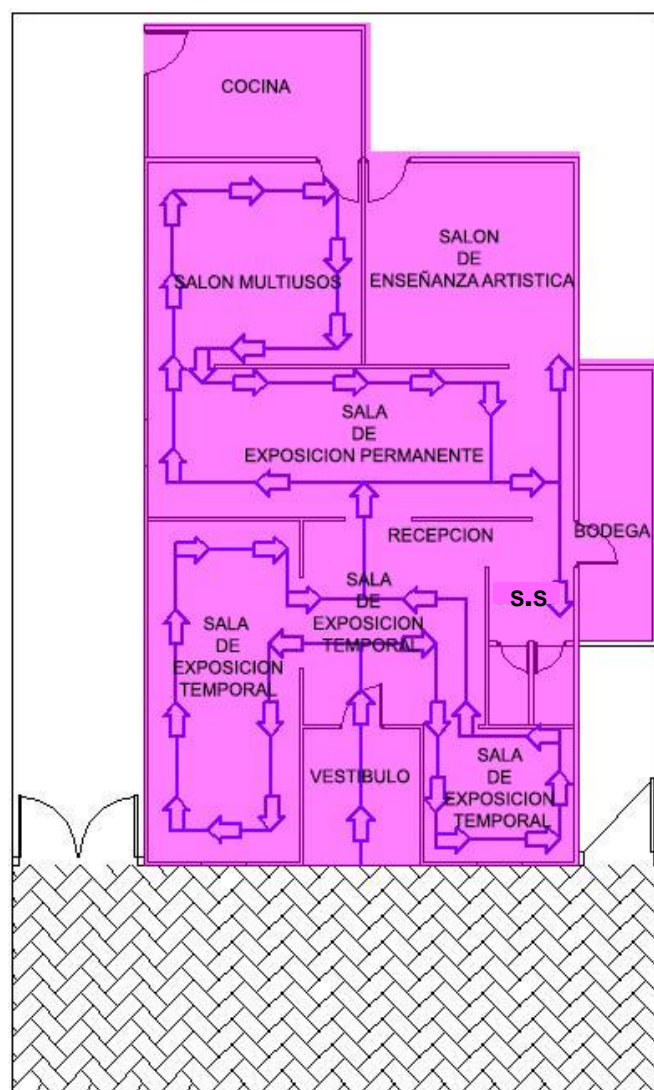 COCINA
SALON
DE
ENSEÑANZA ARTISTICA
SALON MULTIUSOS
SALA
DE
EXPOSICION PERMANENTE
RECEPCION
BODEGA
S.S
SALA
DE
EXPOSICION
TEMPORAL
SALA
DE
EXPOSICION
TEMPORAL
VESTIBULO
SALA
DE
EXPOSICION
TEMPORAL